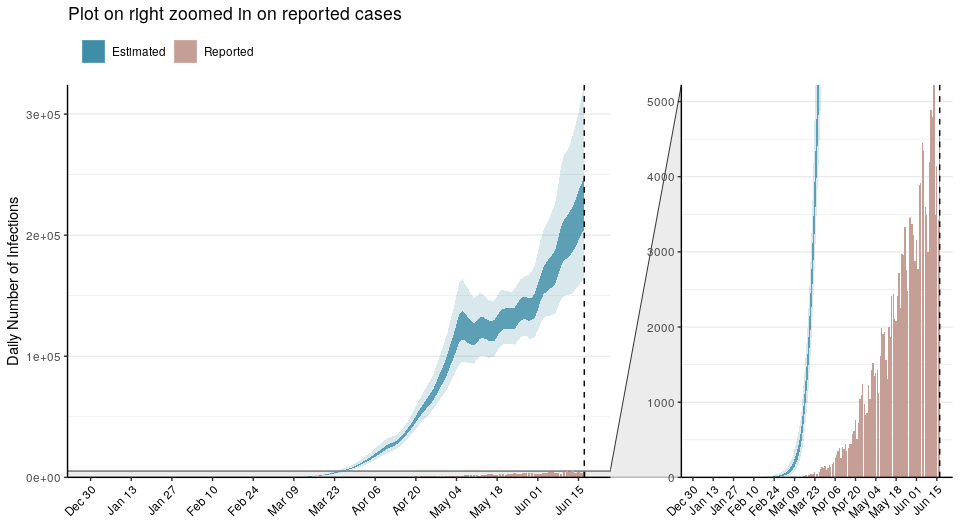 Plot on right zoomed in on reported cases
Estimated Reported
Daily Number of Infections
3e+05
2e+05
1e+05
0e+00
Dec 30 Jan 13 Jan 27 Feb 10 Feb 24 Mar 09 Mar 23 Apr 06 Apr 20 May 04 May 18 Jun 01 Jun 15
5000
4000
3000
2000
1000
0
Dec 30 Jan 13 Jan 27 Feb 10 Feb 24 Mar 09 Mar 23 Apr 06 Apr 20 May 04 May 18 Jun 01 Jun 15